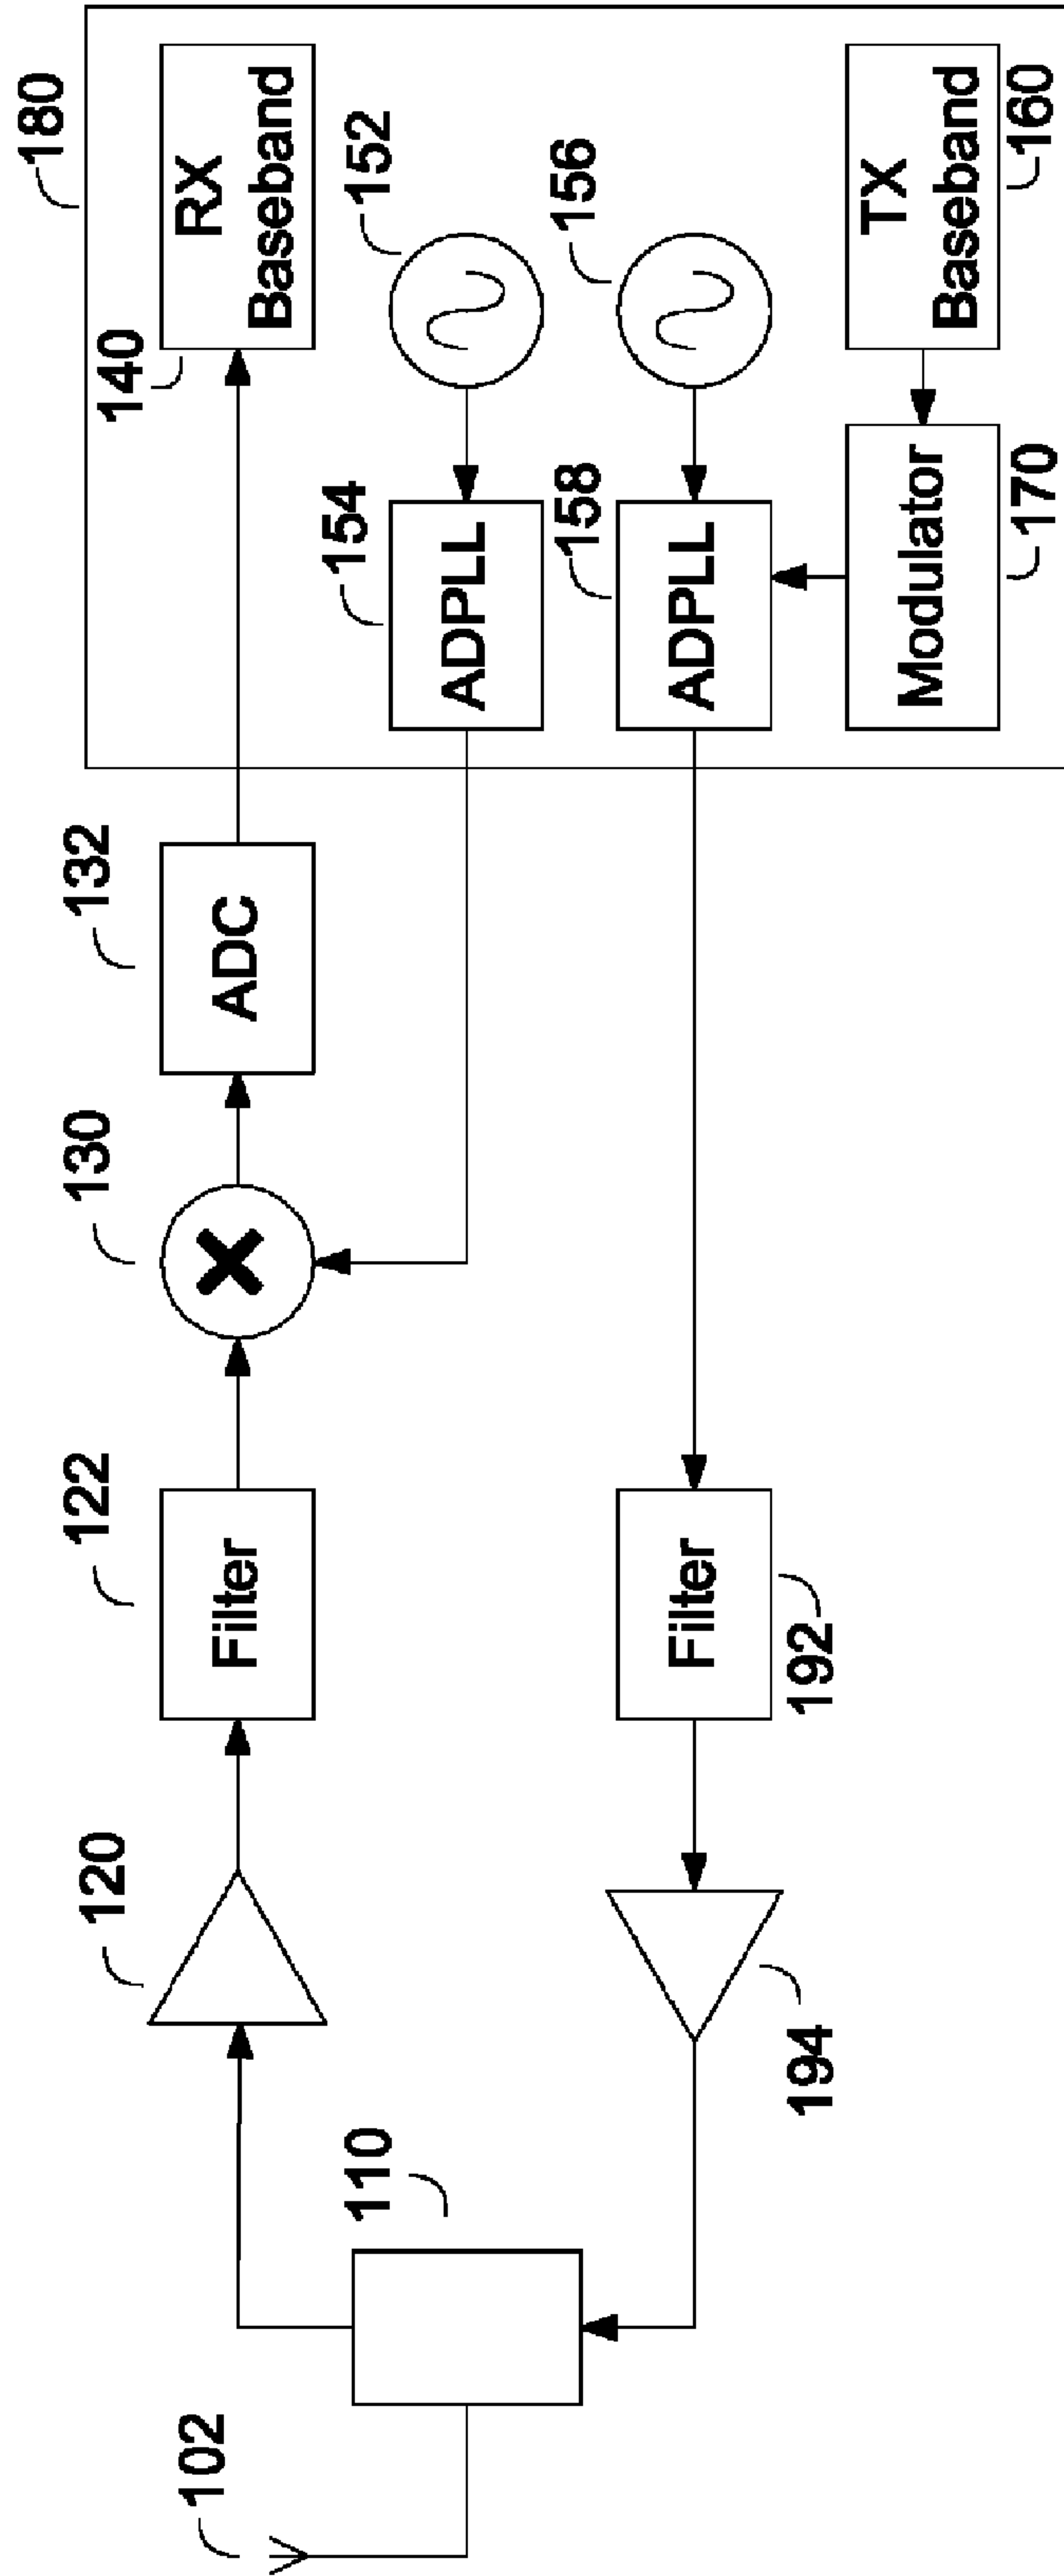 180
140
RX
Baseband
152
154
ADPLL
156
158
ADPLL
TX
Baseband
160
Modulator
170
132
ADC
130
122
Filter
Filter
192
120
194
110
102